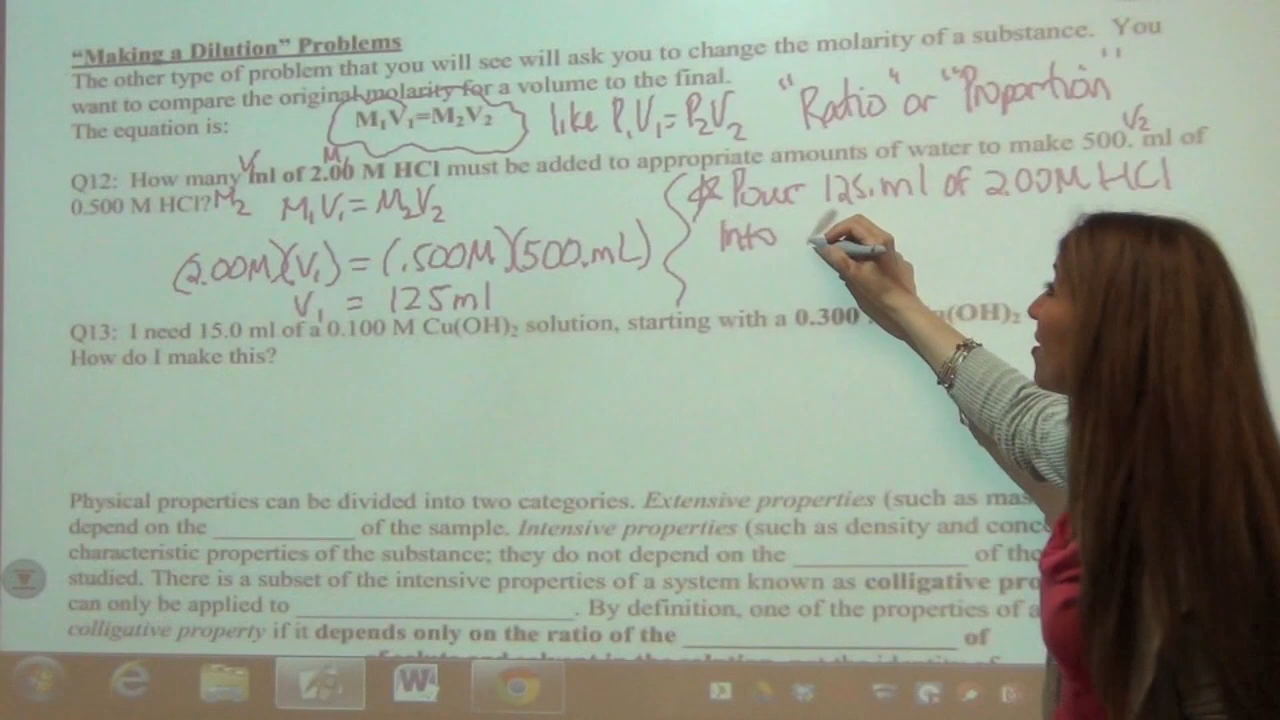 “Making a Dilution” Problems
The other type of problem that you will see will ask you to change the molarity of a substance. You
want to compare the original molarity for a volume to the final.
The equation is: M₁V₁=M₂V₂ like P₁V₁=P₂V₂ "Ratio" or "Proportion"
V₁ M₁ V₂
Q12: How many ml of 2.00 M HCl must be added to appropriate amounts of water to make 500. ml of
0.500 M HCl? M₂ M₁V₁=M₂V₂
Pour 125.ml of 2.00M HCl
into
(2.00M)(V₁) = (.500M)(500.mL)
V₁ = 125ml
Q13: I need 15.0 ml of a 0.100 M Cu(OH)₂ solution, starting with a 0.300 (OH)₂
How do I make this?
Physical properties can be divided into two categories. Extensive properties (such as mas
depend on the ____________ of the sample. Intensive properties (such as density and conc
characteristic properties of the substance; they do not depend on the ______________ of the
studied. There is a subset of the intensive properties of a system known as colligative pro
can only be applied to ________________________. By definition, one of the properties of a
colligative property if it depends only on the ratio of the ________________________ of